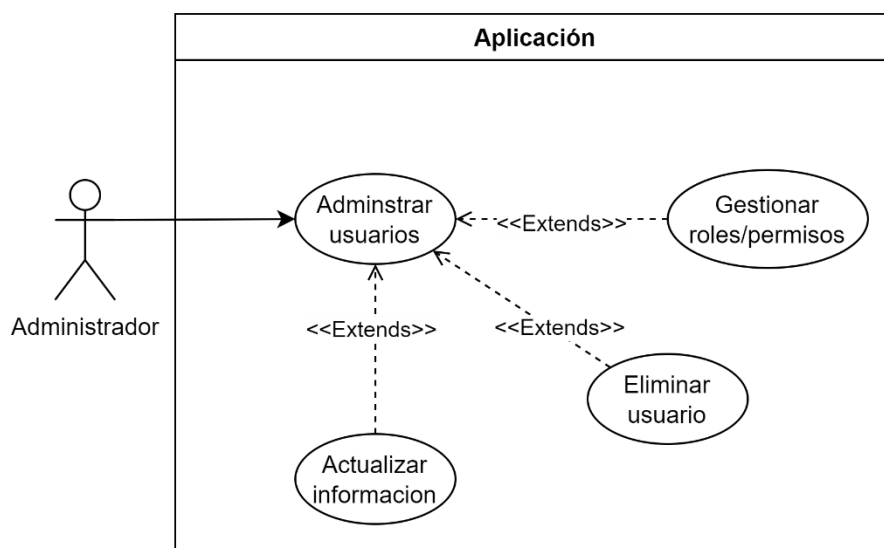 Aplicación
Adminstrar
usuarios
<<Extends>>
Gestionar
roles/permisos
Administrador
<<Extends>>
<<Extends>>
Eliminar
usuario
Actualizar
informacion